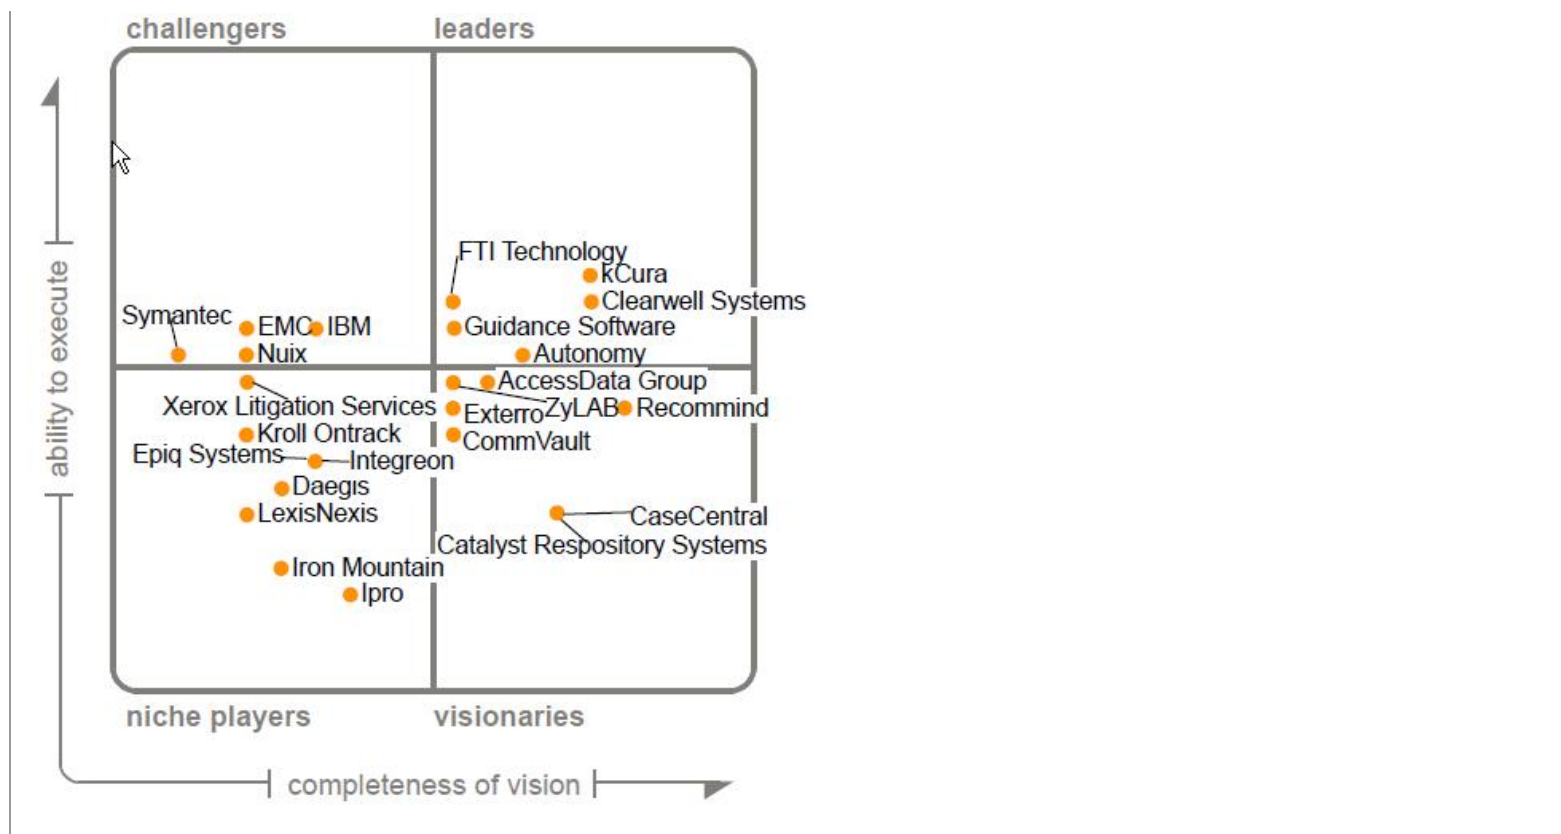 challengers
leaders
ability to execute
FTI Technology
kCura
Clearwell Systems
Symantec
EMC
IBM
Guidance Software
Nuix
Autonomy
AccessData Group
Xerox Litigation Services
Exterro
ZyLAB
Recommind
Kroll Ontrack
CommVault
Epiq Systems
Integreon
Daegis
LexisNexis
CaseCentral
Catalyst Respository Systems
Iron Mountain
Ipro
niche players
visionaries
completeness of vision